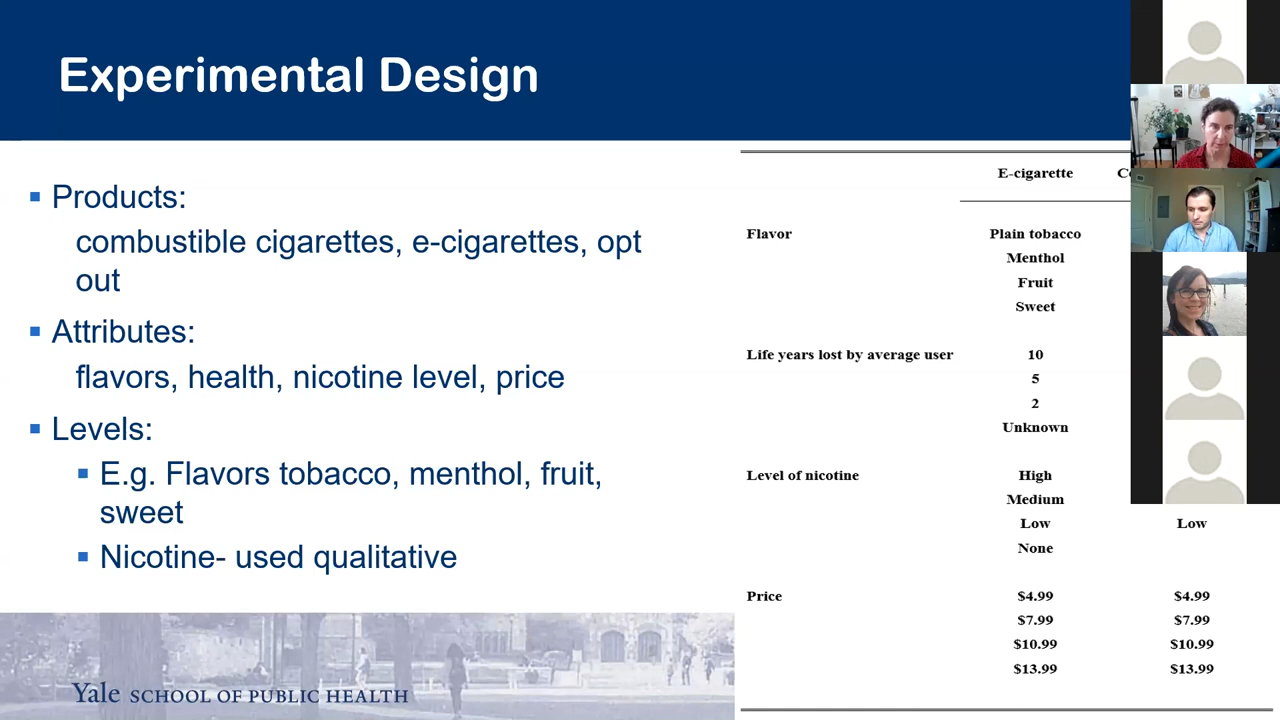 Experimental Design
Products:
combustible cigarettes, e-cigarettes, opt
out
Attributes:
flavors, health, nicotine level, price
Levels:
E.g. Flavors tobacco, menthol, fruit,
sweet
Nicotine- used qualitative
Yale SCHOOL OF PUBLIC HEALTH
E-cigarette
Flavor Plain tobacco
Menthol
Fruit
Sweet
Life years lost by average user 10
5
2
Unknown
Level of nicotine High
Medium
Low Low
None
Price $4.99 $4.99
$7.99 $7.99
$10.99 $10.99
$13.99 $13.99